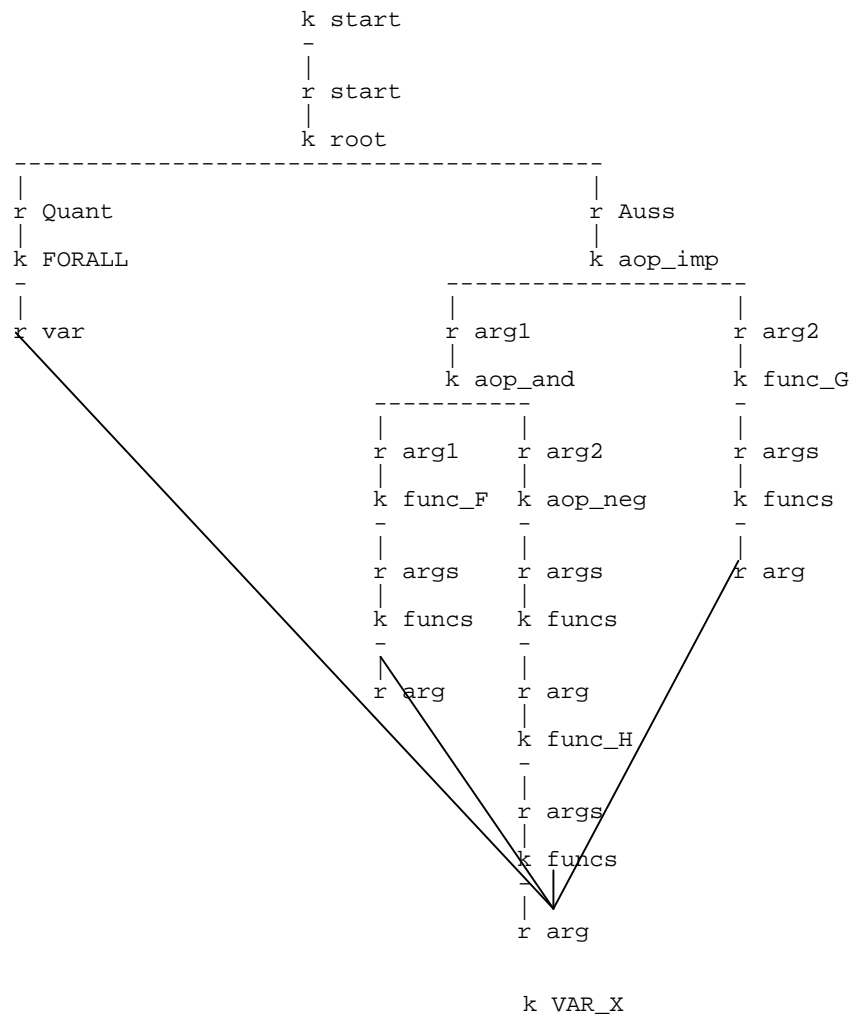 k start
r start
k root
r Quant r Auss
k FORALL k aop_imp
r var r arg1 r arg2
k aop_and k func_G
r arg1 r arg2 r args
k func_F k aop_neg k funcs
r args r args r arg
k funcs k funcs
r arg r arg
k func_H
r args
k funcs
r arg
k VAR_X